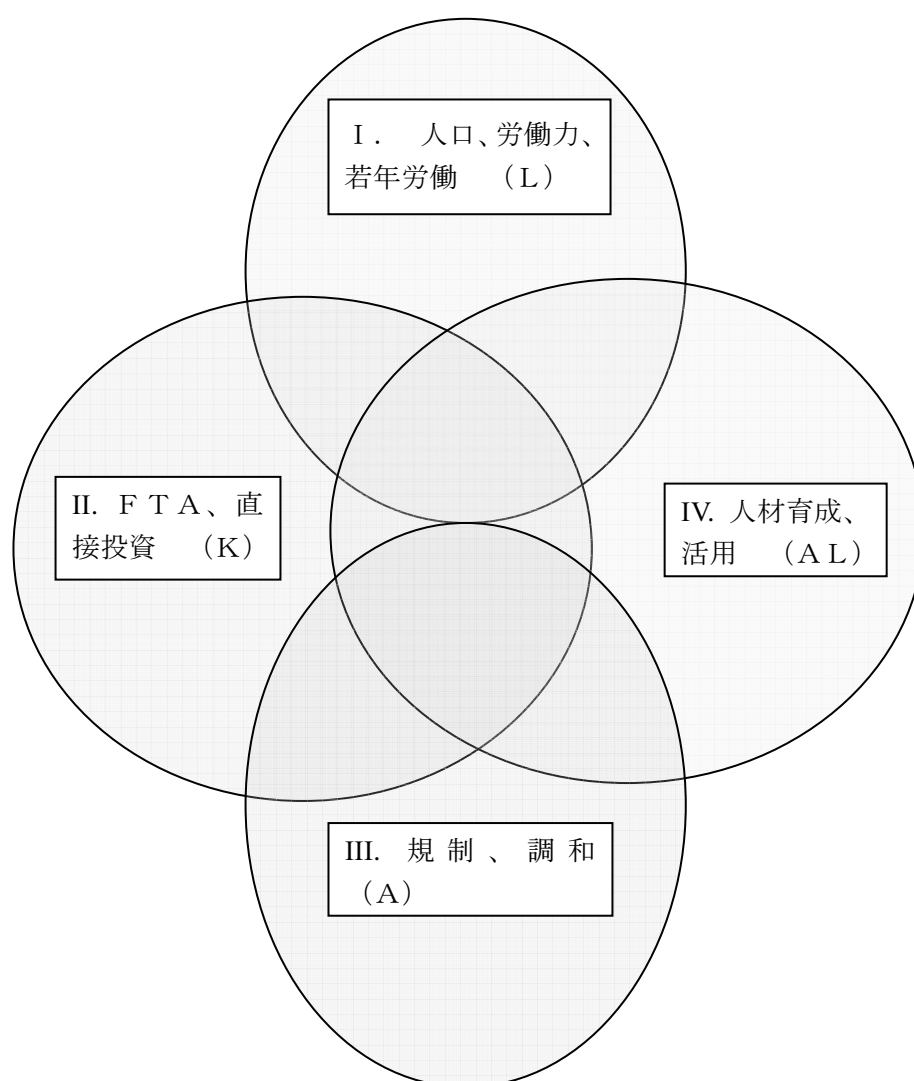 Ⅰ． 人口、労働力、
若年労働 （Ｌ）
II. ＦＴＡ、直
接投資 （Ｋ）
IV. 人材育成、
活用 （ＡＬ）
III. 規制、調和
（Ａ）